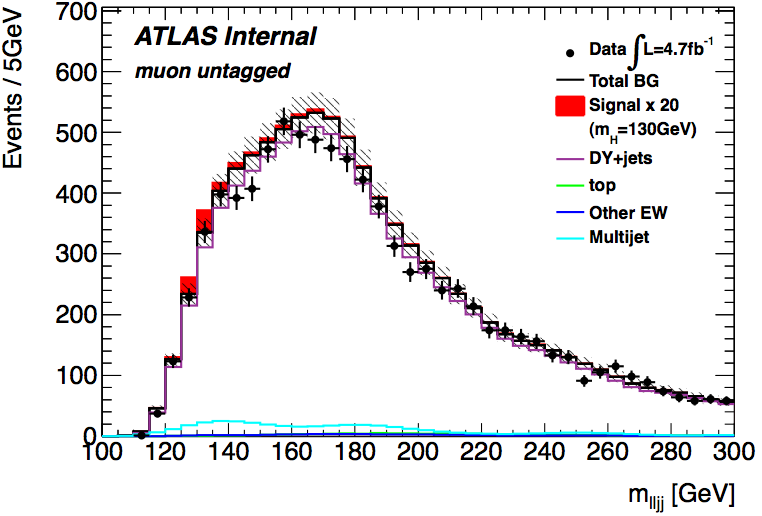 ATLAS Internal
muon untagged
Data ∫L=4.7fb⁻¹
Total BG
Signal x 20
(m_H=130GeV)
DY+jets
top
Other EW
Multijet
Events / 5GeV
700
600
500
400
300
200
100
0
100 120 140 160 180 200 220 240 260 280 300
m_lljj [GeV]